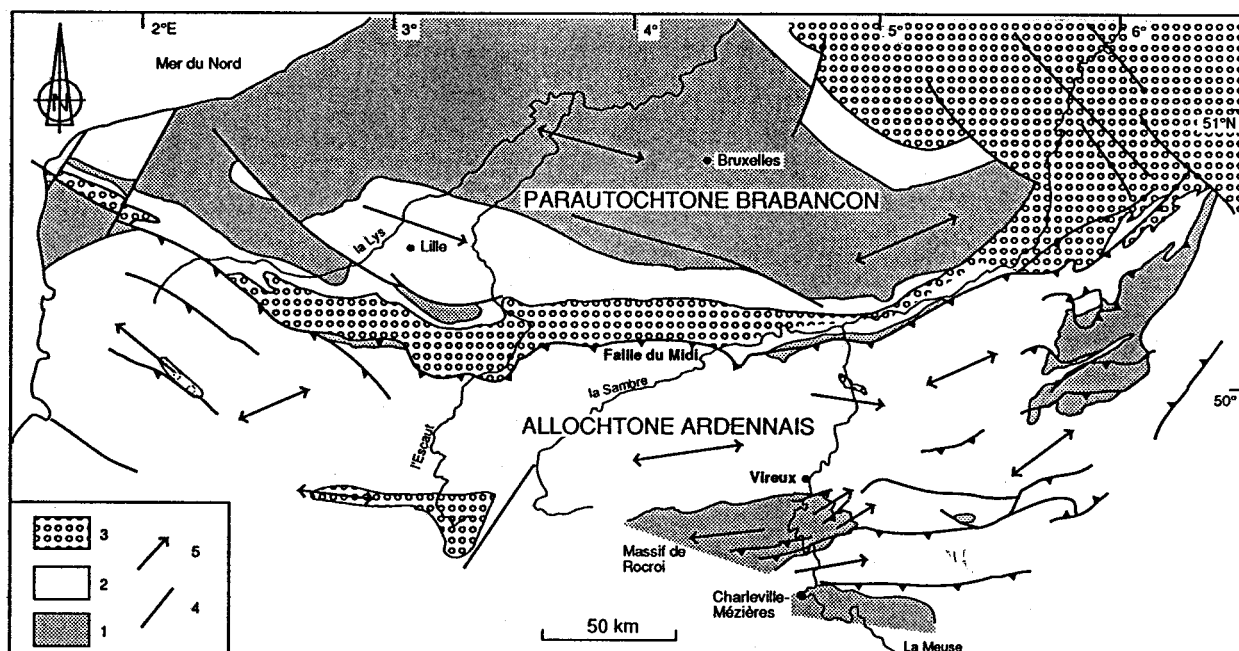 2°E
3°
4°
5°
6°
Mer du Nord
N
51°N
Bruxelles
PARAUTOCHTONE BRABANCON
la Lys
Lille
Faille du Midi
la Sambre
50°
ALLOCHTONE ARDENNAIS
l'Escaut
Vireux
3
5
2
4
1
Massif de
Rocroi
Charleville-
Mézières
50 km
La Meuse